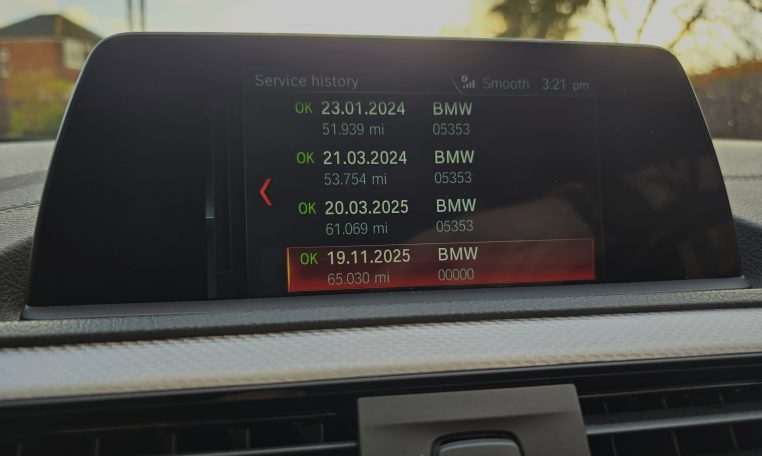 Service history Smooth 3:21 pm
OK 23.01.2024 BMW
51.939 mi 05353
OK 21.03.2024 BMW
53.754 mi 05353
OK 20.03.2025 BMW
61.069 mi 05353
OK 19.11.2025 BMW
65.030 mi 00000